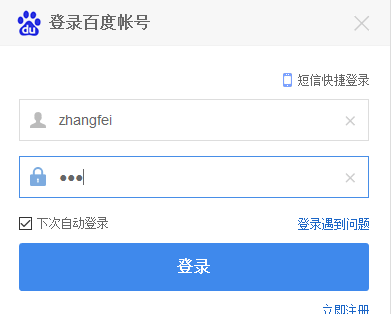 du 登录百度帐号
短信快捷登录
zhangfei
●●●
下次自动登录 登录遇到问题
登录
立即注册